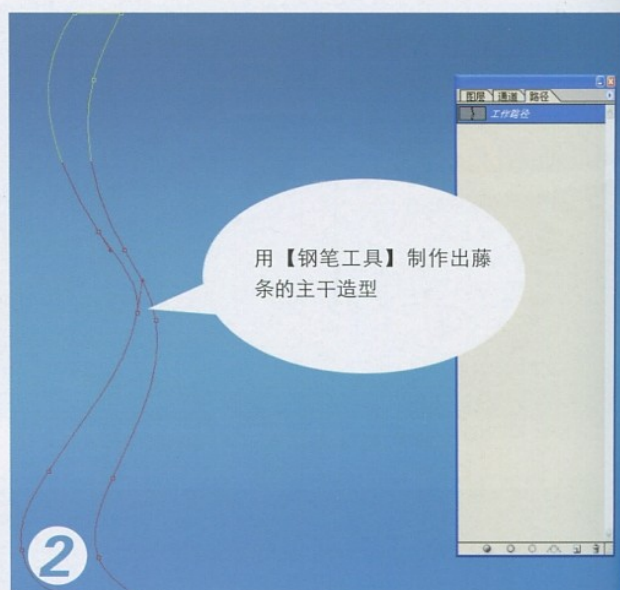 图层 通道 路径
工作路径
用【钢笔工具】制作出藤
条的主干造型
2